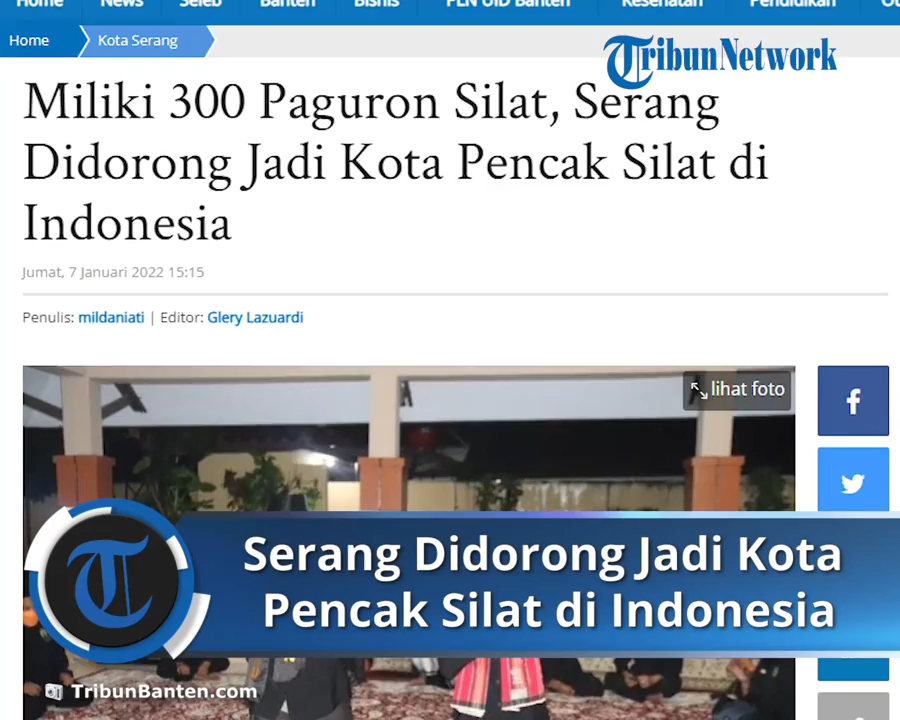 Home News Seleb Banten Bisnis PLN UID Banten Kesehatan Pendidikan
Home Kota Serang
TribunNetwork
Miliki 300 Paguron Silat, Serang
Didorong Jadi Kota Pencak Silat di
Indonesia
Jumat, 7 Januari 2022 15:15
Penulis: mildaniati | Editor: Glery Lazuardi
lihat foto
Serang Didorong Jadi Kota
Pencak Silat di Indonesia
TribunBanten.com